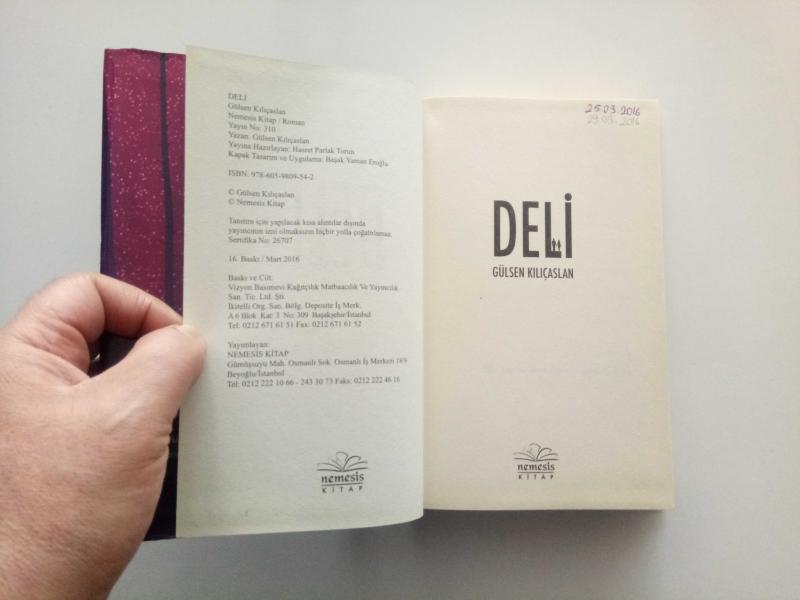 DELİ
Gülsen Kılıçaslan
Nemesis Kitap / Roman
Yayın No: 310
Yazan: Gülsen Kılıçaslan
Yayına Hazırlayan: Hasret Parlak Torun
Kapak Tasarım ve Uygulama: Başak Yaman Eroğlu
ISBN: 978-605-9809-54-2
© Gülsen Kılıçaslan
© Nemesis Kitap
Tanıtım için yapılacak kısa alıntılar dışında
yayıncının izni olmaksızın hiçbir yolla çoğaltılamaz.
Sertifika No: 26707
16. Baskı / Mart 2016
Baskı ve Cilt:
Vizyon Basımevi Kağıtçılık Matbaacılık Ve Yayıncılık
San. Tic. Ltd. Şti.
İkitelli Org. San. Bölg. Deposite İş Merk.
A 6 Blok Kat: 3 No: 309 Başakşehir/İstanbul
Tel: 0212 671 61 51 Fax: 0212 671 61 52
Yayımlayan:
NEMESİS KİTAP
Gümüşsuyu Mah. Osmanlı Sok. Osmanlı İş Merkezi 18/9
Beyoğlu/İstanbul
Tel: 0212 222 10 66 - 243 30 73 Faks: 0212 222 46 16
nemesis
KİTAP
25.03.2016
29.03.2016
DELİ
GÜLSEN KILIÇASLAN
nemesis
KİTAP